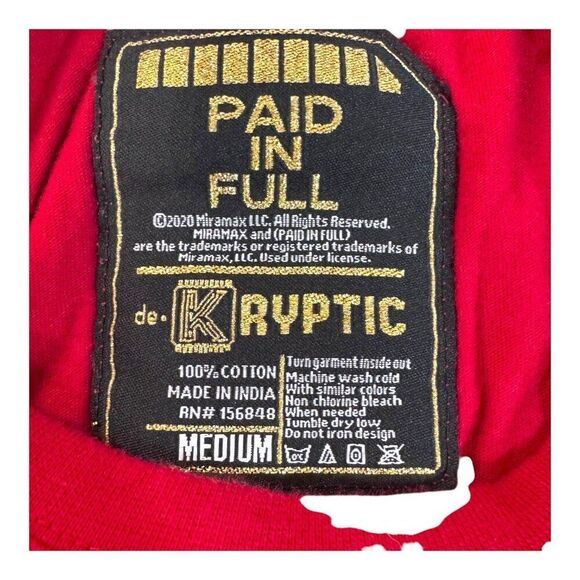 PAID
IN
FULL
©2020 Miramax LLC. All Rights Reserved.
MIRAMAX and (PAID IN FULL)
are the trademarks or registered trademarks of
Miramax, LLC. Used under license.
de. KRYPTIC
100% COTTON
MADE IN INDIA
RN# 156848
MEDIUM
Turn garment inside out
Machine wash cold
With similar colors
Non chlorine bleach
When needed
Tumble dry low
Do not iron design